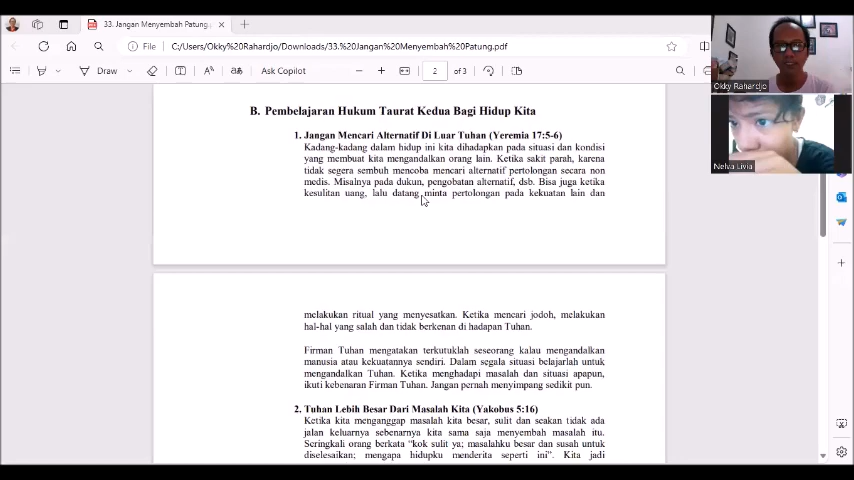 33. Jangan Menyembah Patung.
File
C:/Users/Okky%20Rahardjo/Downloads/33.%20Jangan%20Menyembah%20Patung.pdf
Draw
Ask Copilot
2 of 3
Okky Rahardjo
Nelva Livia
B. Pembelajaran Hukum Taurat Kedua Bagi Hidup Kita
1. Jangan Mencari Alternatif Di Luar Tuhan (Yeremia 17:5-6)
Kadang-kadang dalam hidup ini kita dihadapkan pada situasi dan kondisi
yang membuat kita mengandalkan orang lain. Ketika sakit parah, karena
tidak segera sembuh mencoba mencari alternatif pertolongan secara non
medis. Misalnya pada dukun, pengobatan alternatif, dsb. Bisa juga ketika
kesulitan uang, lalu datang minta pertolongan pada kekuatan lain dan
melakukan ritual yang menyesatkan. Ketika mencari jodoh, melakukan
hal-hal yang salah dan tidak berkenan di hadapan Tuhan.
Firman Tuhan mengatakan terkutuklah seseorang kalau mengandalkan
manusia atau kekuatannya sendiri. Dalam segala situasi belajarlah untuk
mengandalkan Tuhan. Ketika menghadapi masalah dan situasi apapun,
ikuti kebenaran Firman Tuhan. Jangan pernah menyimpang sedikit pun.
2. Tuhan Lebih Besar Dari Masalah Kita (Yakobus 5:16)
Ketika kita menganggap masalah kita besar, sulit dan seakan tidak ada
jalan keluarnya sebenarnya kita sama saja menyembah masalah itu.
Seringkali orang berkata “kok sulit ya; masalahku besar dan susah untuk
diselesaikan; mengapa hidupku menderita seperti ini”. Kita jadi